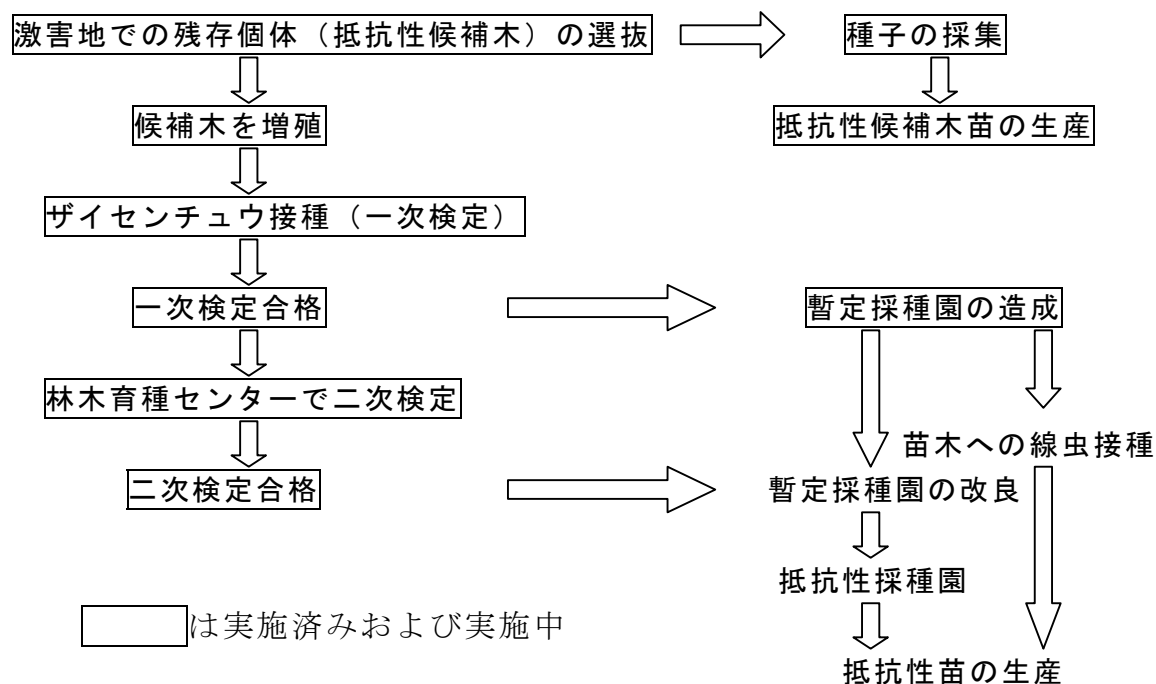 激害地での残存個体（抵抗性候補木）の選抜
種子の採集
候補木を増殖
抵抗性候補木苗の生産
ザイセンチュウ接種（一次検定）
一次検定合格
暫定採種園の造成
林木育種センターで二次検定
苗木への線虫接種
二次検定合格
暫定採種園の改良
抵抗性採種園
は実施済みおよび実施中
抵抗性苗の生産